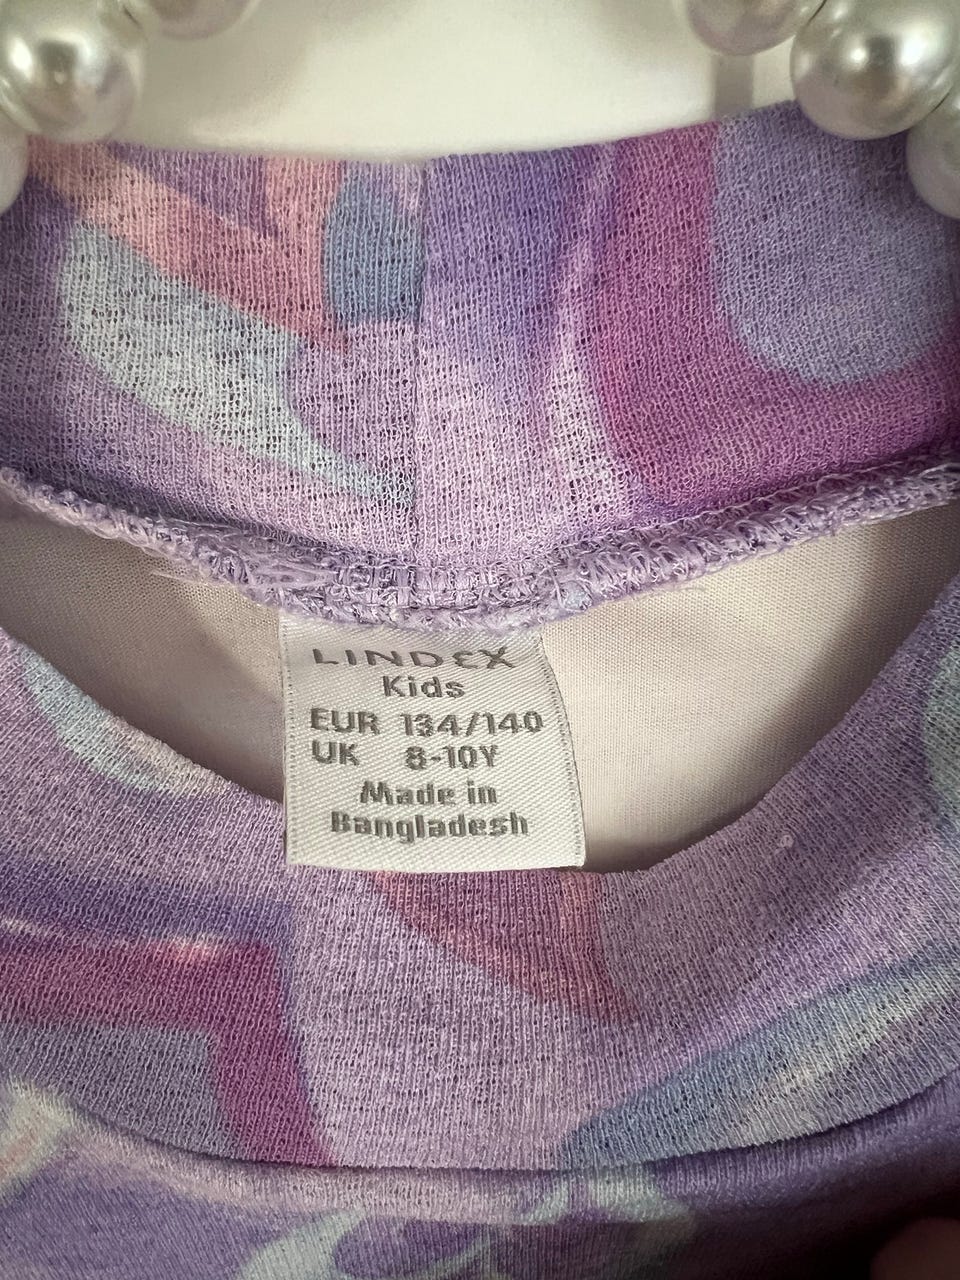 LINDEX
Kids
EUR 134/140
UK 8-10Y
Made in
Bangladesh